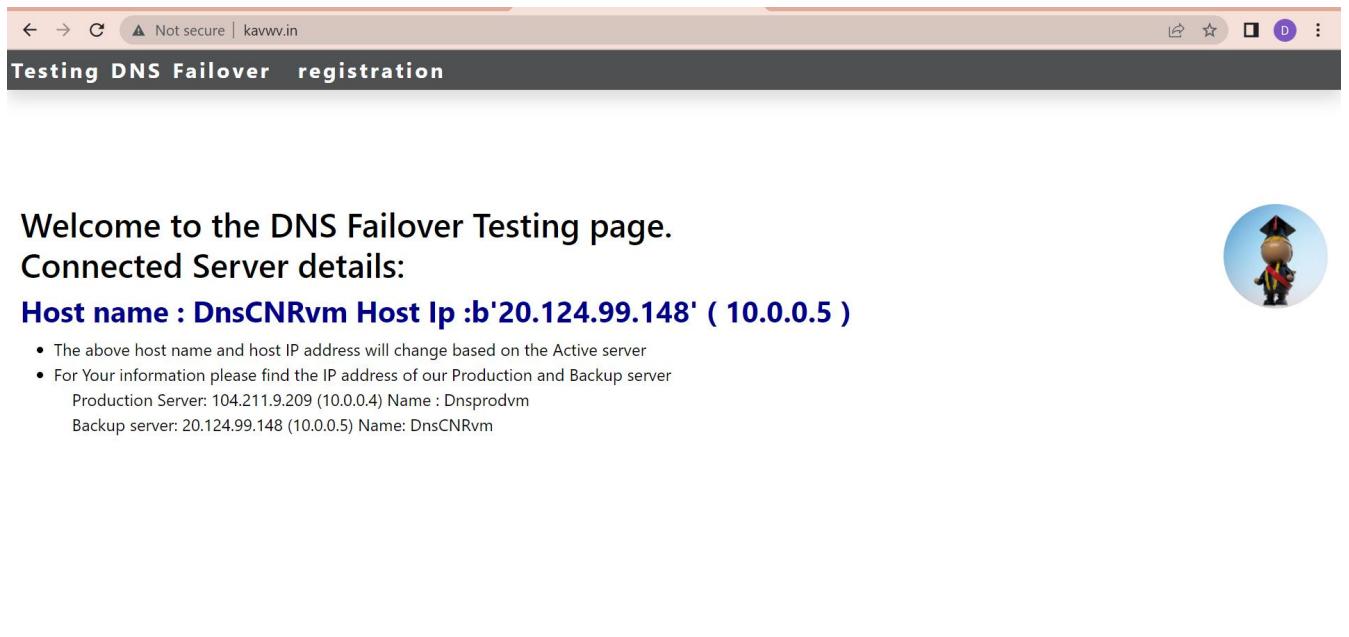 Not secure | kavwv.in
D
Testing DNS Failover registration
Welcome to the DNS Failover Testing page.
Connected Server details:
Host name : DnsCNRvm Host Ip :b'20.124.99.148' ( 10.0.0.5 )
• The above host name and host IP address will change based on the Active server
• For Your information please find the IP address of our Production and Backup server
Production Server: 104.211.9.209 (10.0.0.4) Name : Dnsprodvm
Backup server: 20.124.99.148 (10.0.0.5) Name: DnsCNRvm